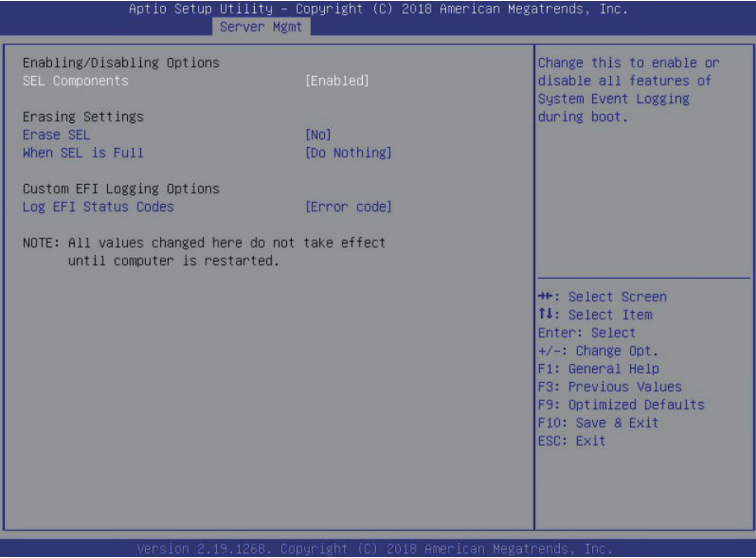 Aptio Setup Utility – Copyright (C) 2018 American Megatrends, Inc.
Server Mgmt
Enabling/Disabling Options
SEL Components [Enabled]
Erasing Settings
Erase SEL [No]
When SEL is Full [Do Nothing]
Custom EFI Logging Options
Log EFI Status Codes [Error code]
NOTE: All values changed here do not take effect
until computer is restarted.
Change this to enable or
disable all features of
System Event Logging
during boot.
→←: Select Screen
↑↓: Select Item
Enter: Select
+/-: Change Opt.
F1: General Help
F3: Previous Values
F9: Optimized Defaults
F10: Save & Exit
ESC: Exit
Version 2.19.1268. Copyright (C) 2018 American Megatrends, Inc.